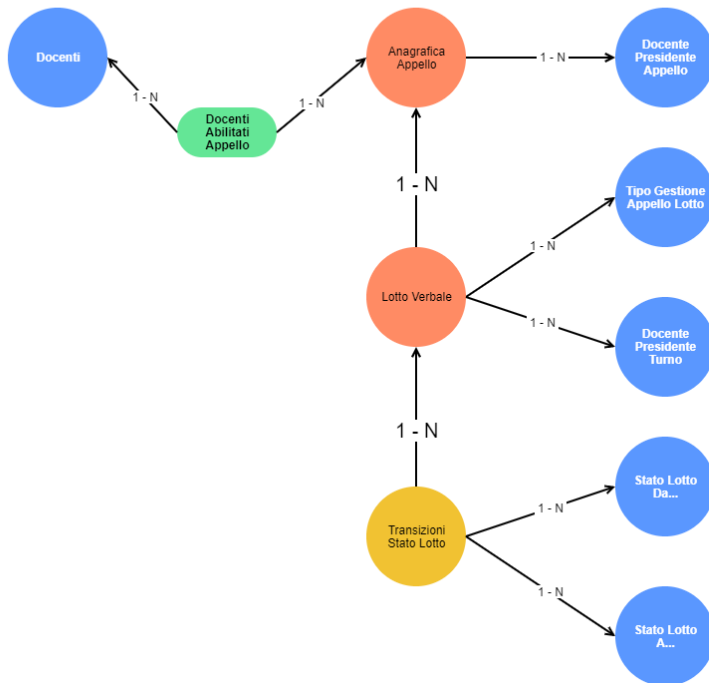 Docenti
1 - N
Docenti
Abilitati
Appello
1 - N
Anagrafica
Appello
1 - N
Docente
Presidente
Appello
1 - N
Tipo Gestione
Appello Lotto
1 - N
Lotto Verbale
1 - N
Docente
Presidente
Turno
1 - N
Stato Lotto
Da...
1 - N
Transizioni
Stato Lotto
1 - N
Stato Lotto
A...